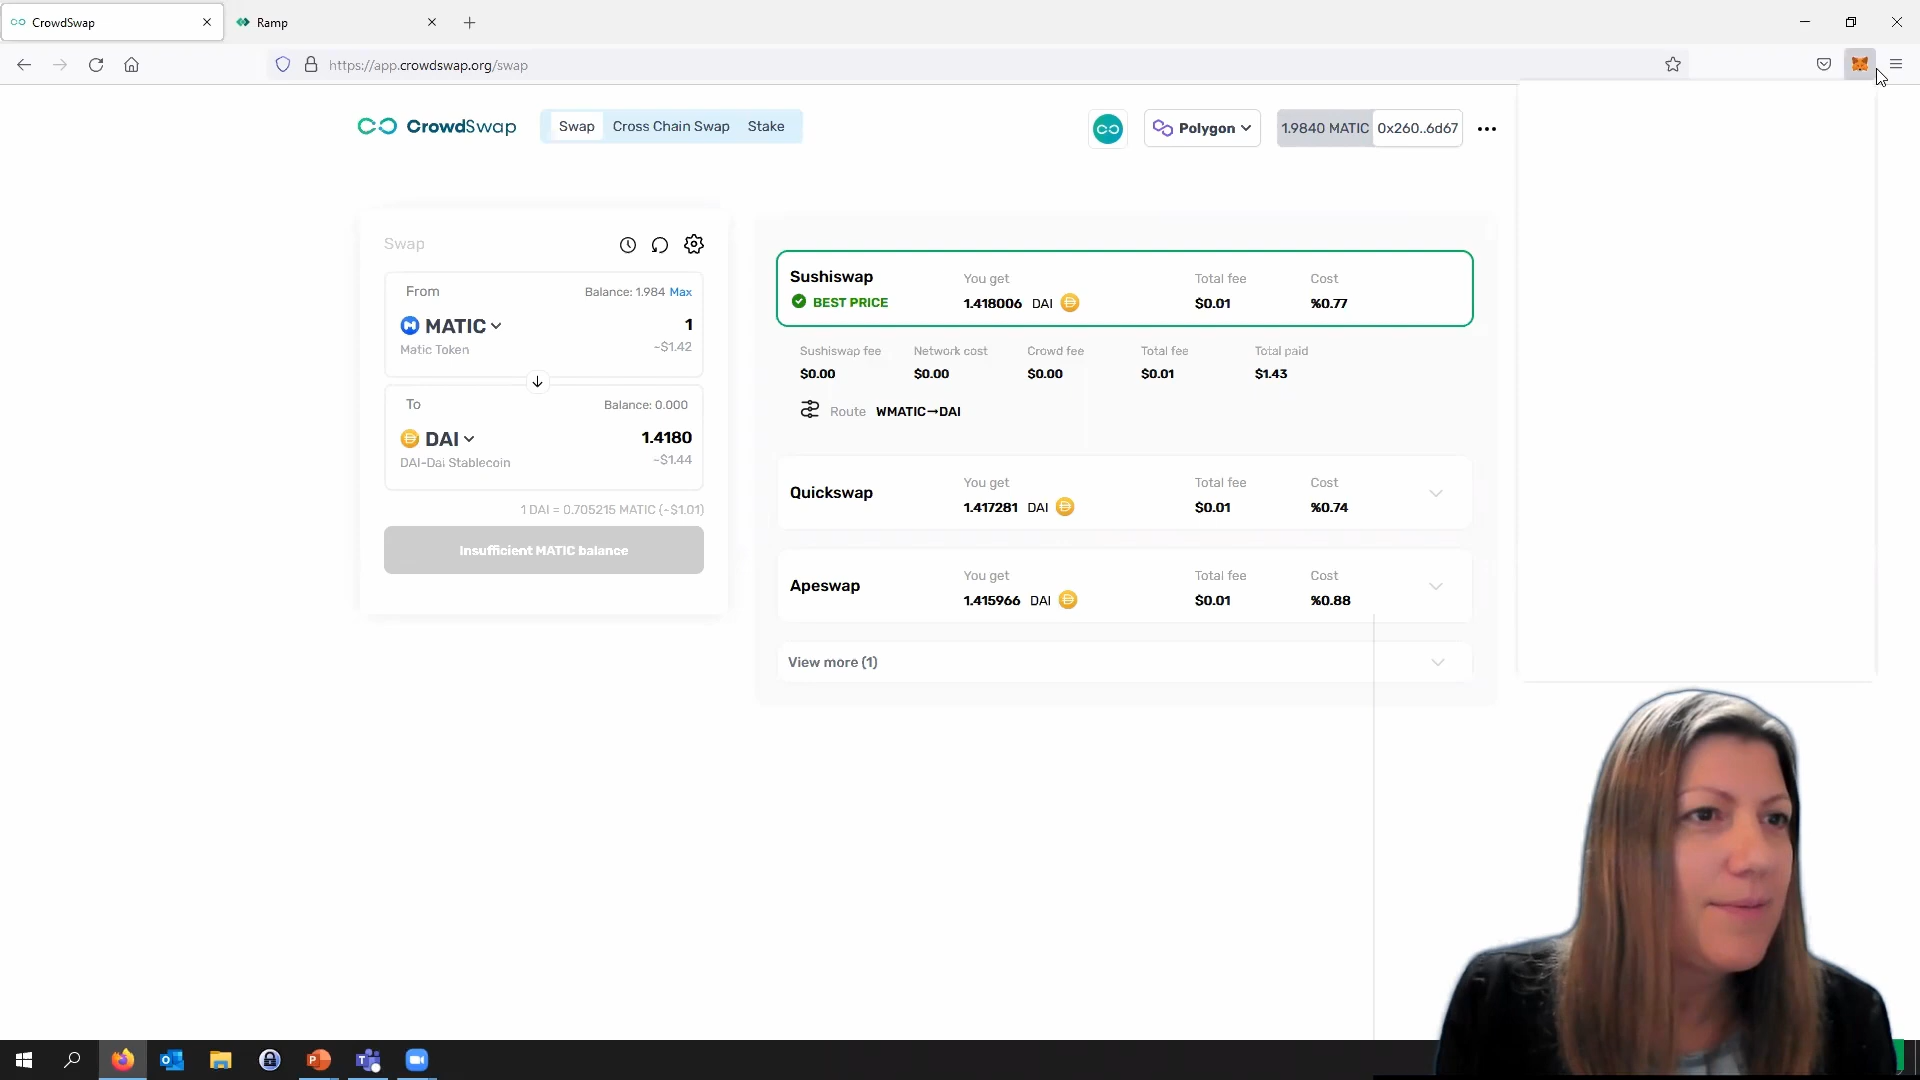 CrowdSwap
Ramp
https://app.crowdswap.org/swap
CrowdSwap
Swap Cross Chain Swap Stake
Polygon
1.9840 MATIC 0x260..6d67
Swap
From
Balance: 1.984 Max
MATIC
1
Matic Token
~$1.42
To
Balance: 0.000
DAI
1.4180
DAI-Dai Stablecoin
~$1.44
1 DAI = 0.705215 MATIC (~$1.01)
Insufficient MATIC balance
Sushiswap You get Total fee Cost
BEST PRICE 1.418006 DAI $0.01 %0.77
Sushiswap fee Network cost Crowd fee Total fee Total paid
$0.00 $0.00 $0.00 $0.01 $1.43
Route WMATIC→DAI
Quickswap You get Total fee Cost
1.417281 DAI $0.01 %0.74
Apeswap You get Total fee Cost
1.415966 DAI $0.01 %0.88
View more (1)